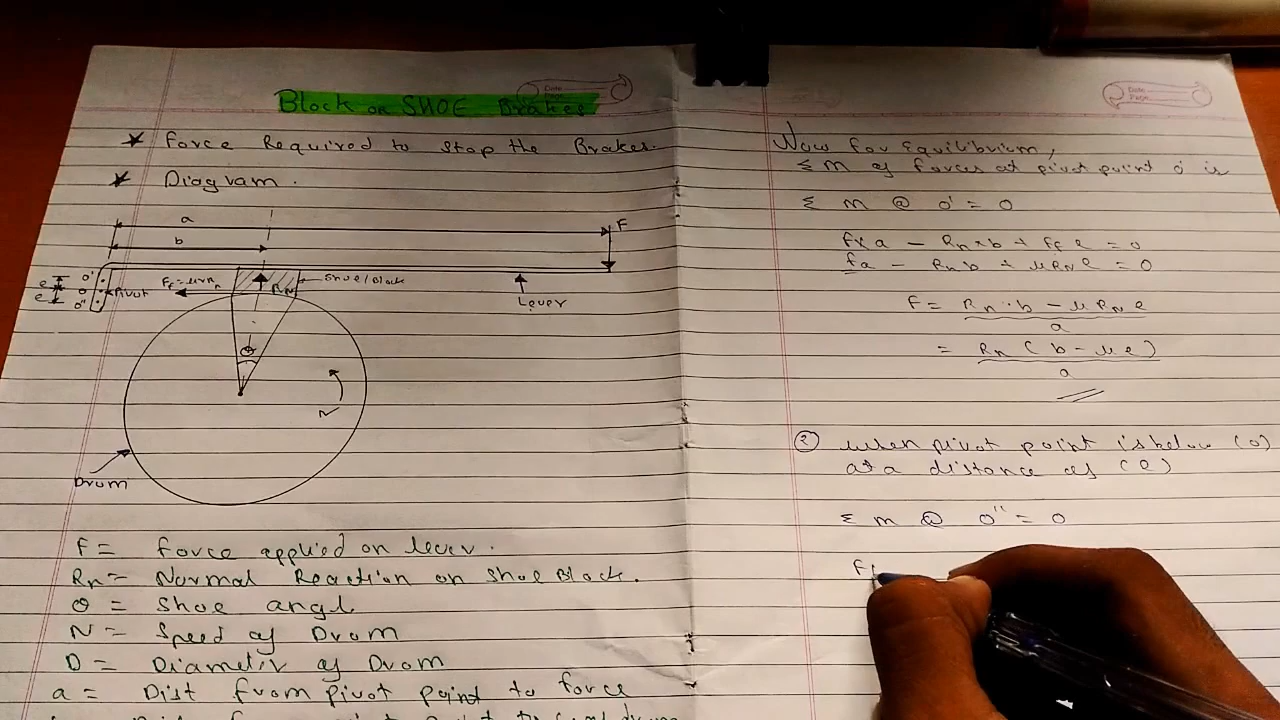 Block or SHOE Brakes
Force Required to stop the Brakes.
Diagram.
a
b
F
e
e
o'
o
o"
Pivot
Rn
Shoe/Block
Lever
θ
N
Drum
F = force applied on lever.
Rn = Normal Reaction on Shoe Block.
θ = Shoe angle
N = Speed of Drum
D = Diameter of Drum
a = Dist from pivot point to force
Date
Page
Now for Equilibrium,
Σ M of forces at pivot point o' is
Σ M @ o' = 0
F×a - Rn×b + Ff e = 0
fa - Rn b + μRN e = 0
F = Rn·b - μRN e
a
= Rn (b - μe)
a
② when pivot point is below (o)
at a distance of (e)
Σ M @ o" = 0
F